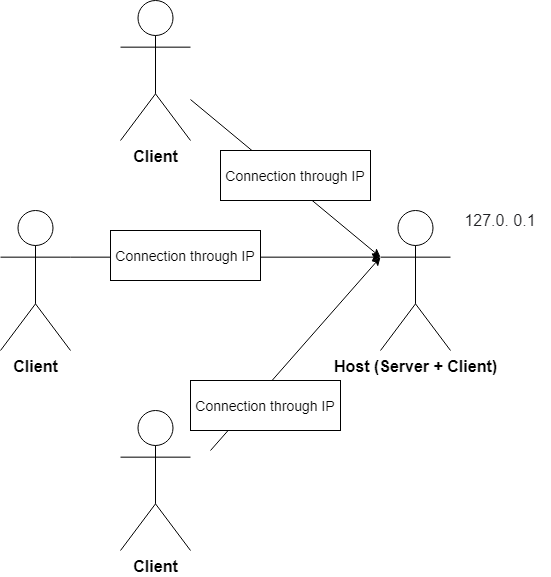 Client
Connection through IP
127.0. 0.1
Connection through IP
Client
Host (Server + Client)
Connection through IP
Client